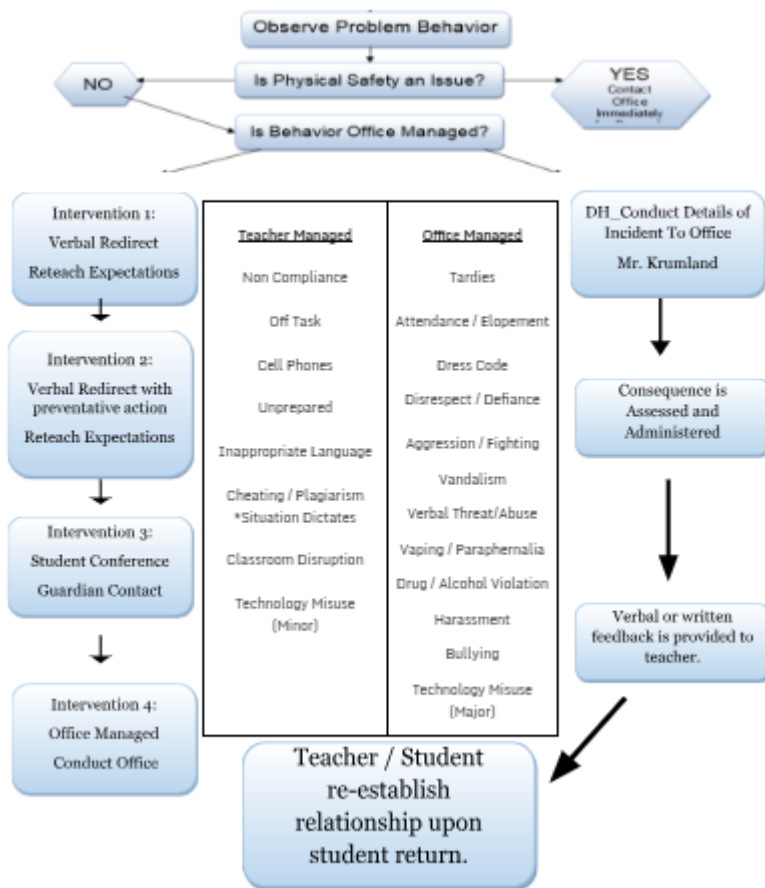 Observe Problem Behavior
NO
Is Physical Safety an Issue?
YES
Contact
Office
Immediately
Is Behavior Office Managed?
Intervention 1:
Verbal Redirect
Reteach Expectations
Intervention 2:
Verbal Redirect with
preventative action
Reteach Expectations
Intervention 3:
Student Conference
Guardian Contact
Intervention 4:
Office Managed
Conduct Office
Teacher Managed
Non Compliance
Off Task
Cell Phones
Unprepared
Inappropriate Language
Cheating / Plagiarism
*Situation Dictates
Classroom Disruption
Technology Misuse
(Minor)
Office Managed
Tardies
Attendance / Elopement
Dress Code
Disrespect / Defiance
Aggression / Fighting
Vandalism
Verbal Threat/Abuse
Vaping / Paraphernalia
Drug / Alcohol Violation
Harassment
Bullying
Technology Misuse
(Major)
DH_Conduct Details of
Incident To Office
Mr. Krumland
Consequence is
Assessed and
Administered
Verbal or written
feedback is provided to
teacher.
Teacher / Student
re-establish
relationship upon
student return.